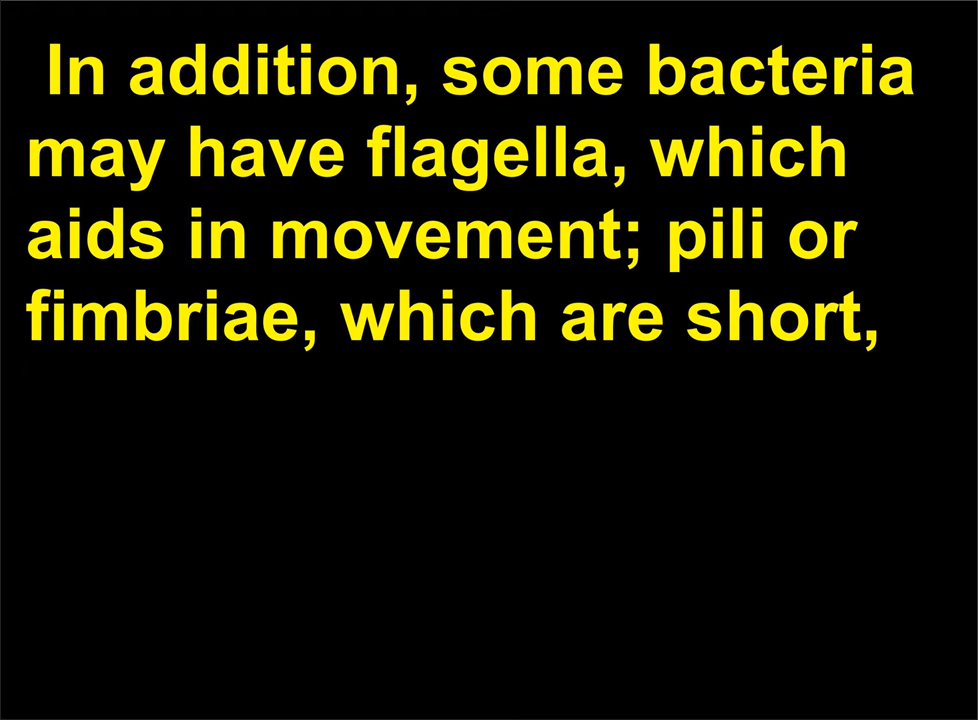 In addition, some bacteria
may have flagella, which
aids in movement; pili or
fimbriae, which are short,